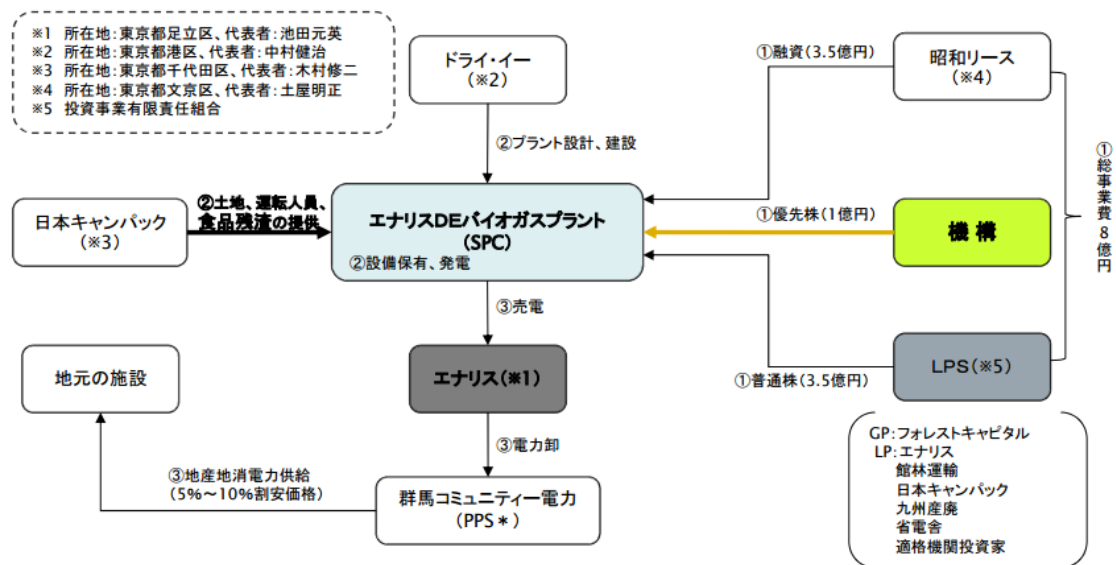 ※1 所在地：東京都足立区、代表者：池田元英
※2 所在地：東京都港区、代表者：中村健治
※3 所在地：東京都千代田区、代表者：木村修二
※4 所在地：東京都文京区、代表者：土屋明正
※5 投資事業有限責任組合
ドライ・イー
(※2)
①融資(3.5億円)
昭和リース
(※4)
②プラント設計、建設
①総事業費8億円
日本キャンパック
(※3)
②土地、運転人員、
食品残渣の提供
エナリスDEバイオガスプラント
(SPC)
②設備保有、発電
①優先株(1億円)
機 構
③売電
地元の施設
エナリス(※1)
①普通株(3.5億円)
LPS(※5)
③電力卸
③地産地消電力供給
(5%～10%割安価格)
群馬コミュニティー電力
(PPS＊)
GP：フォレストキャピタル
LP：エナリス
館林運輸
日本キャンパック
九州産廃
省電舎
適格機関投資家